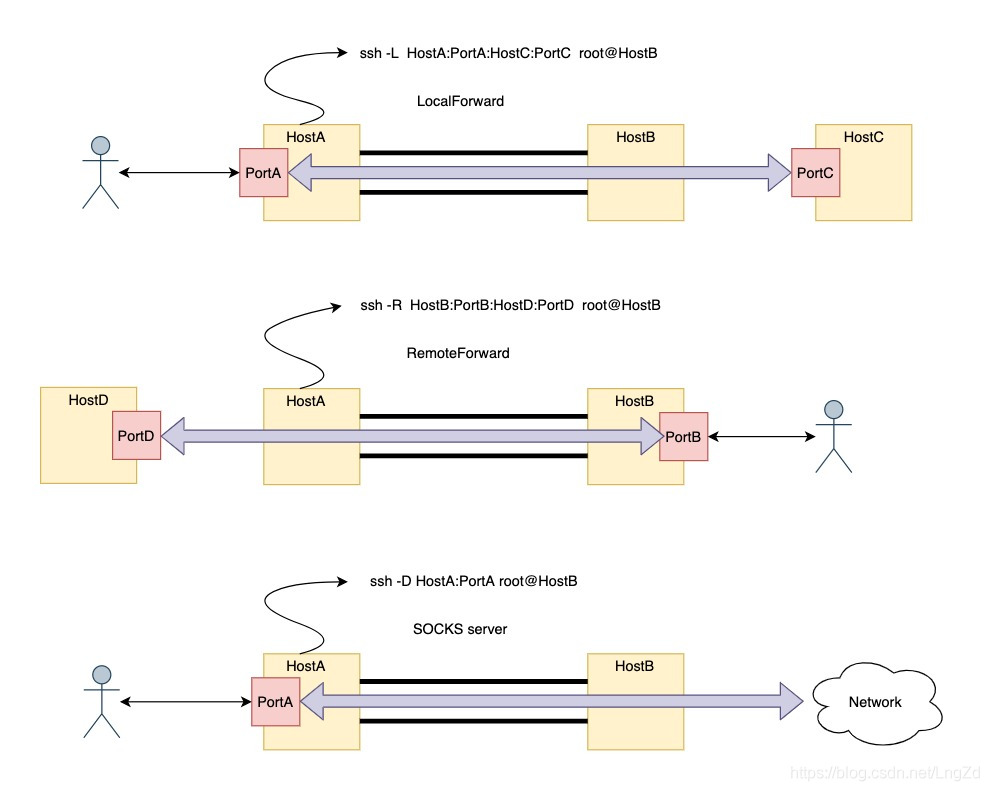 ssh -L HostA:PortA:HostC:PortC root@HostB
LocalForward
HostA
HostB
HostC
PortA
PortC
ssh -R HostB:PortB:HostD:PortD root@HostB
RemoteForward
HostD
HostA
HostB
PortD
PortB
ssh -D HostA:PortA root@HostB
SOCKS server
HostA
HostB
PortA
Network
https://blog.csdn.net/LngZd